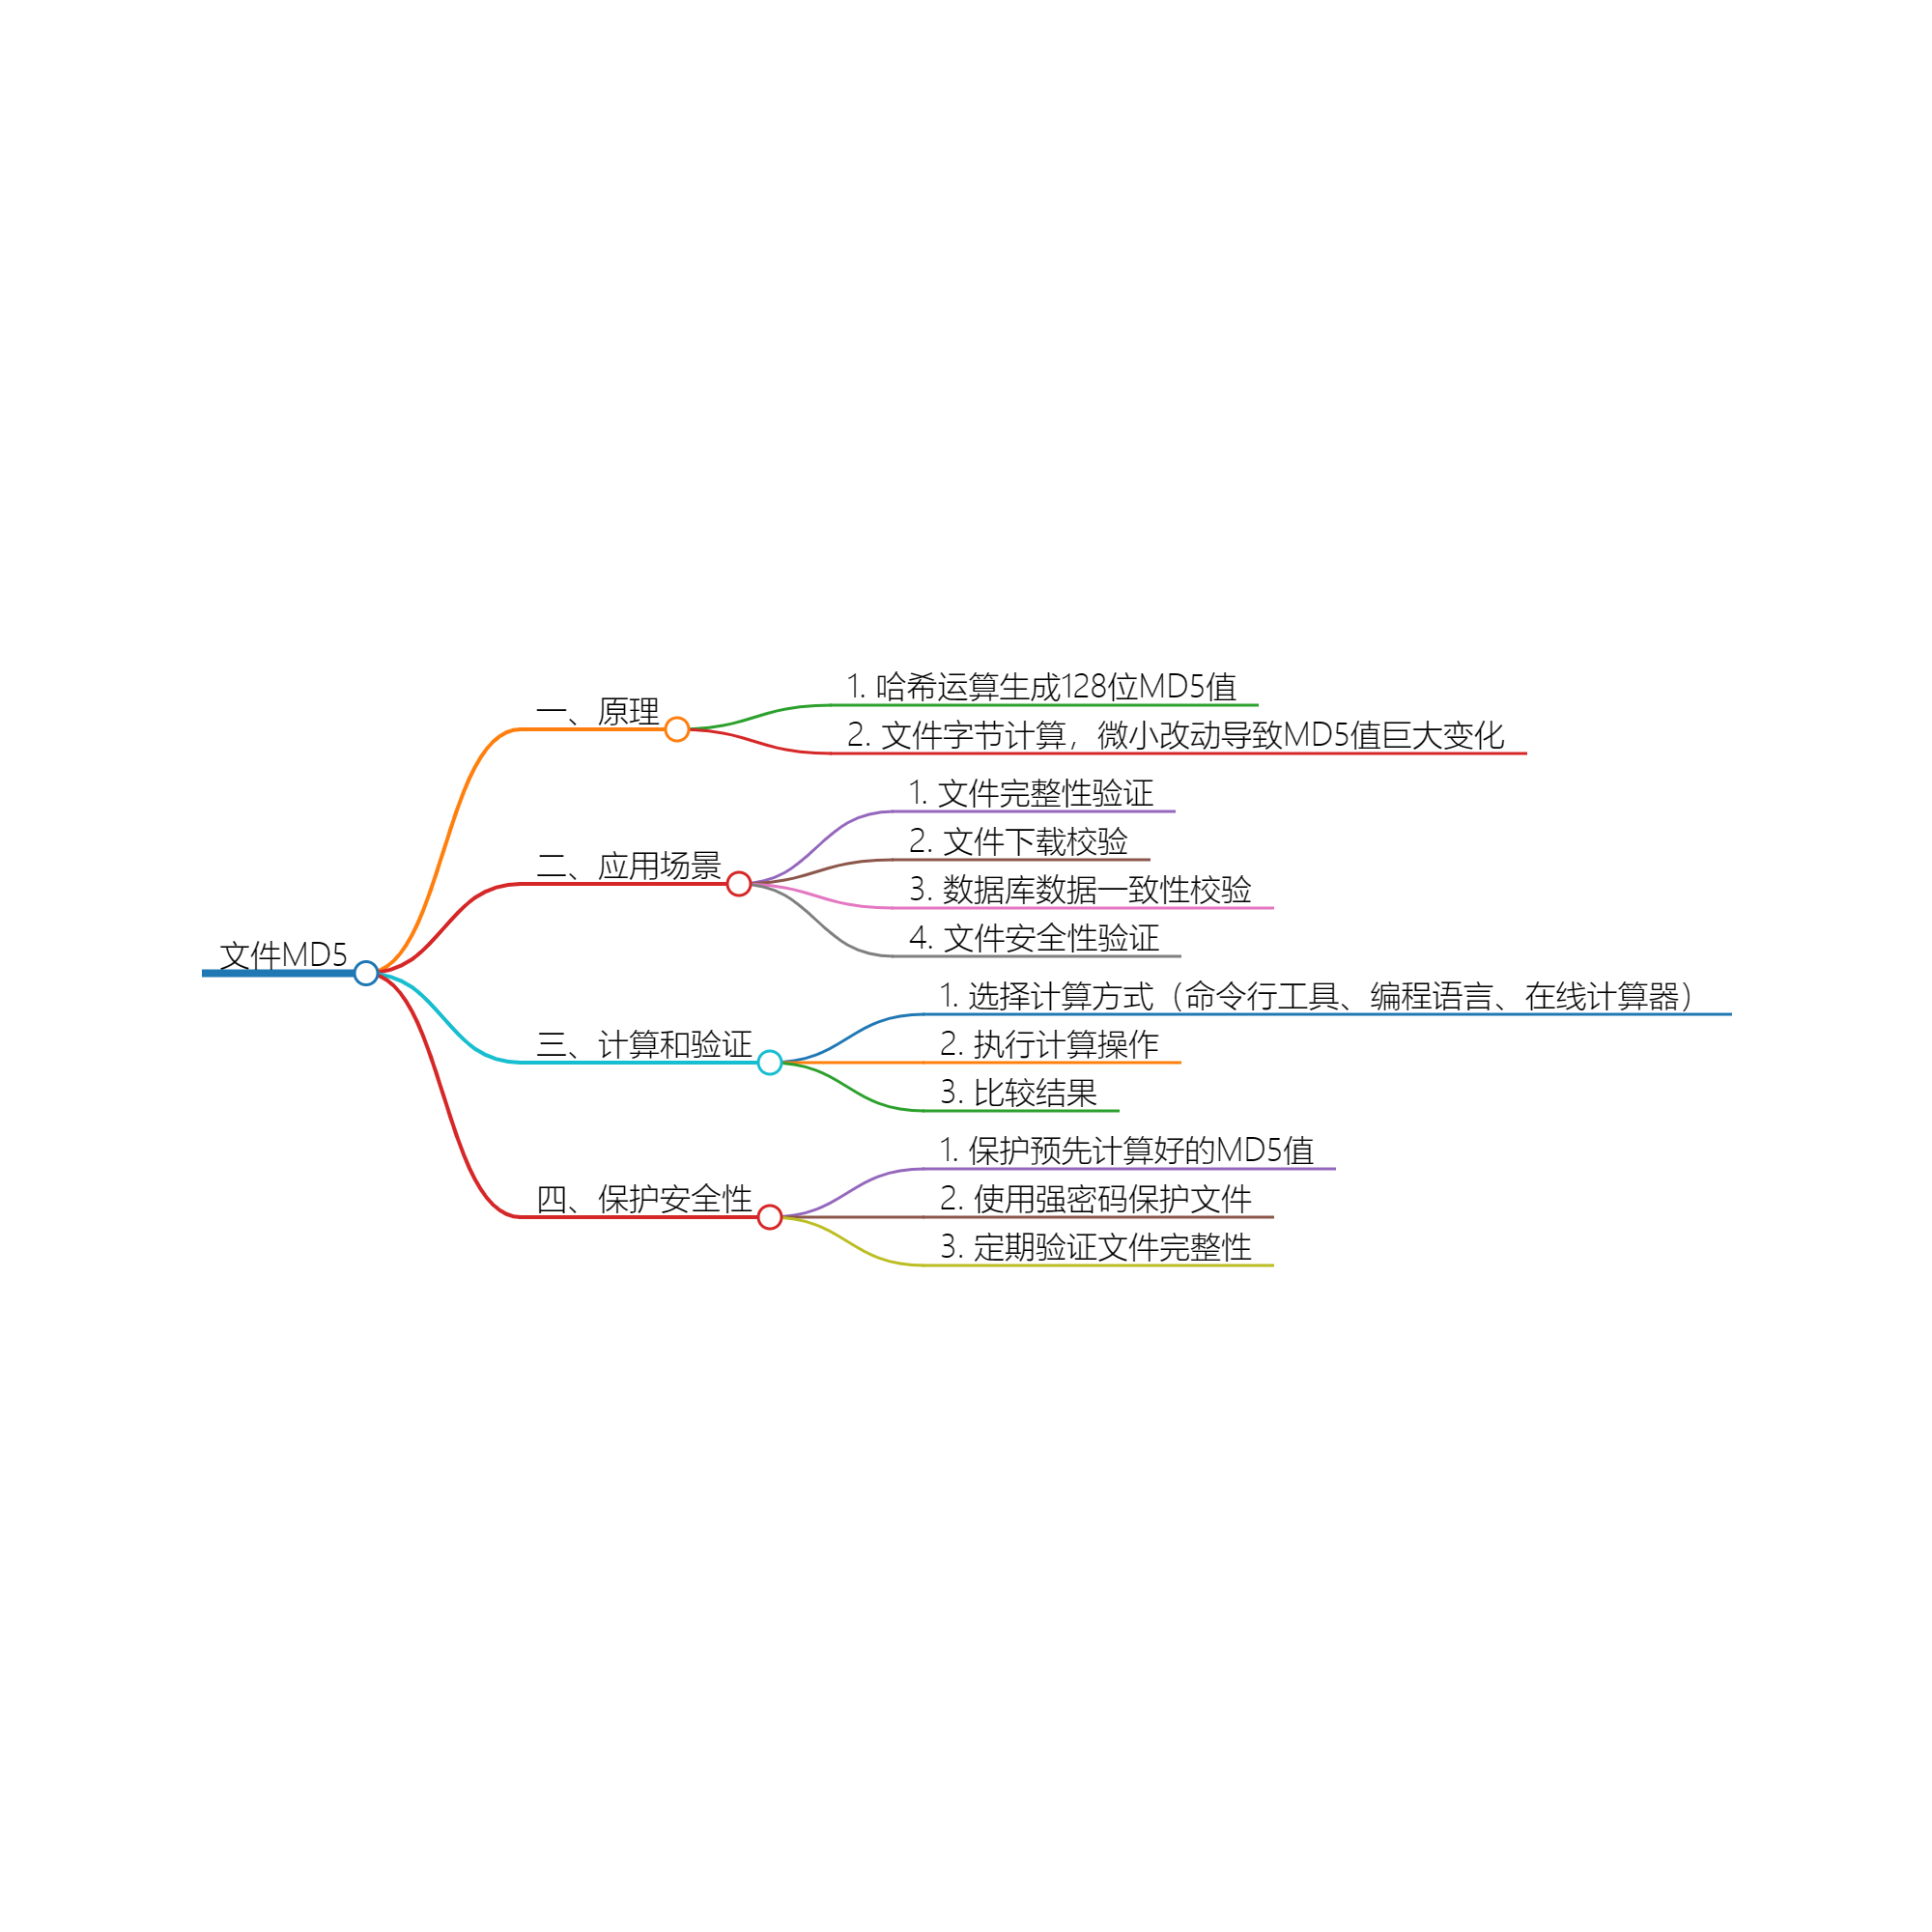 文件MD5
一、原理
1. 哈希运算生成128位MD5值
2. 文件字节计算，微小改动导致MD5值巨大变化
二、应用场景
1. 文件完整性验证
2. 文件下载校验
3. 数据库数据一致性校验
4. 文件安全性验证
三、计算和验证
1. 选择计算方式（命令行工具、编程语言、在线计算器）
2. 执行计算操作
3. 比较结果
四、保护安全性
1. 保护预先计算好的MD5值
2. 使用强密码保护文件
3. 定期验证文件完整性